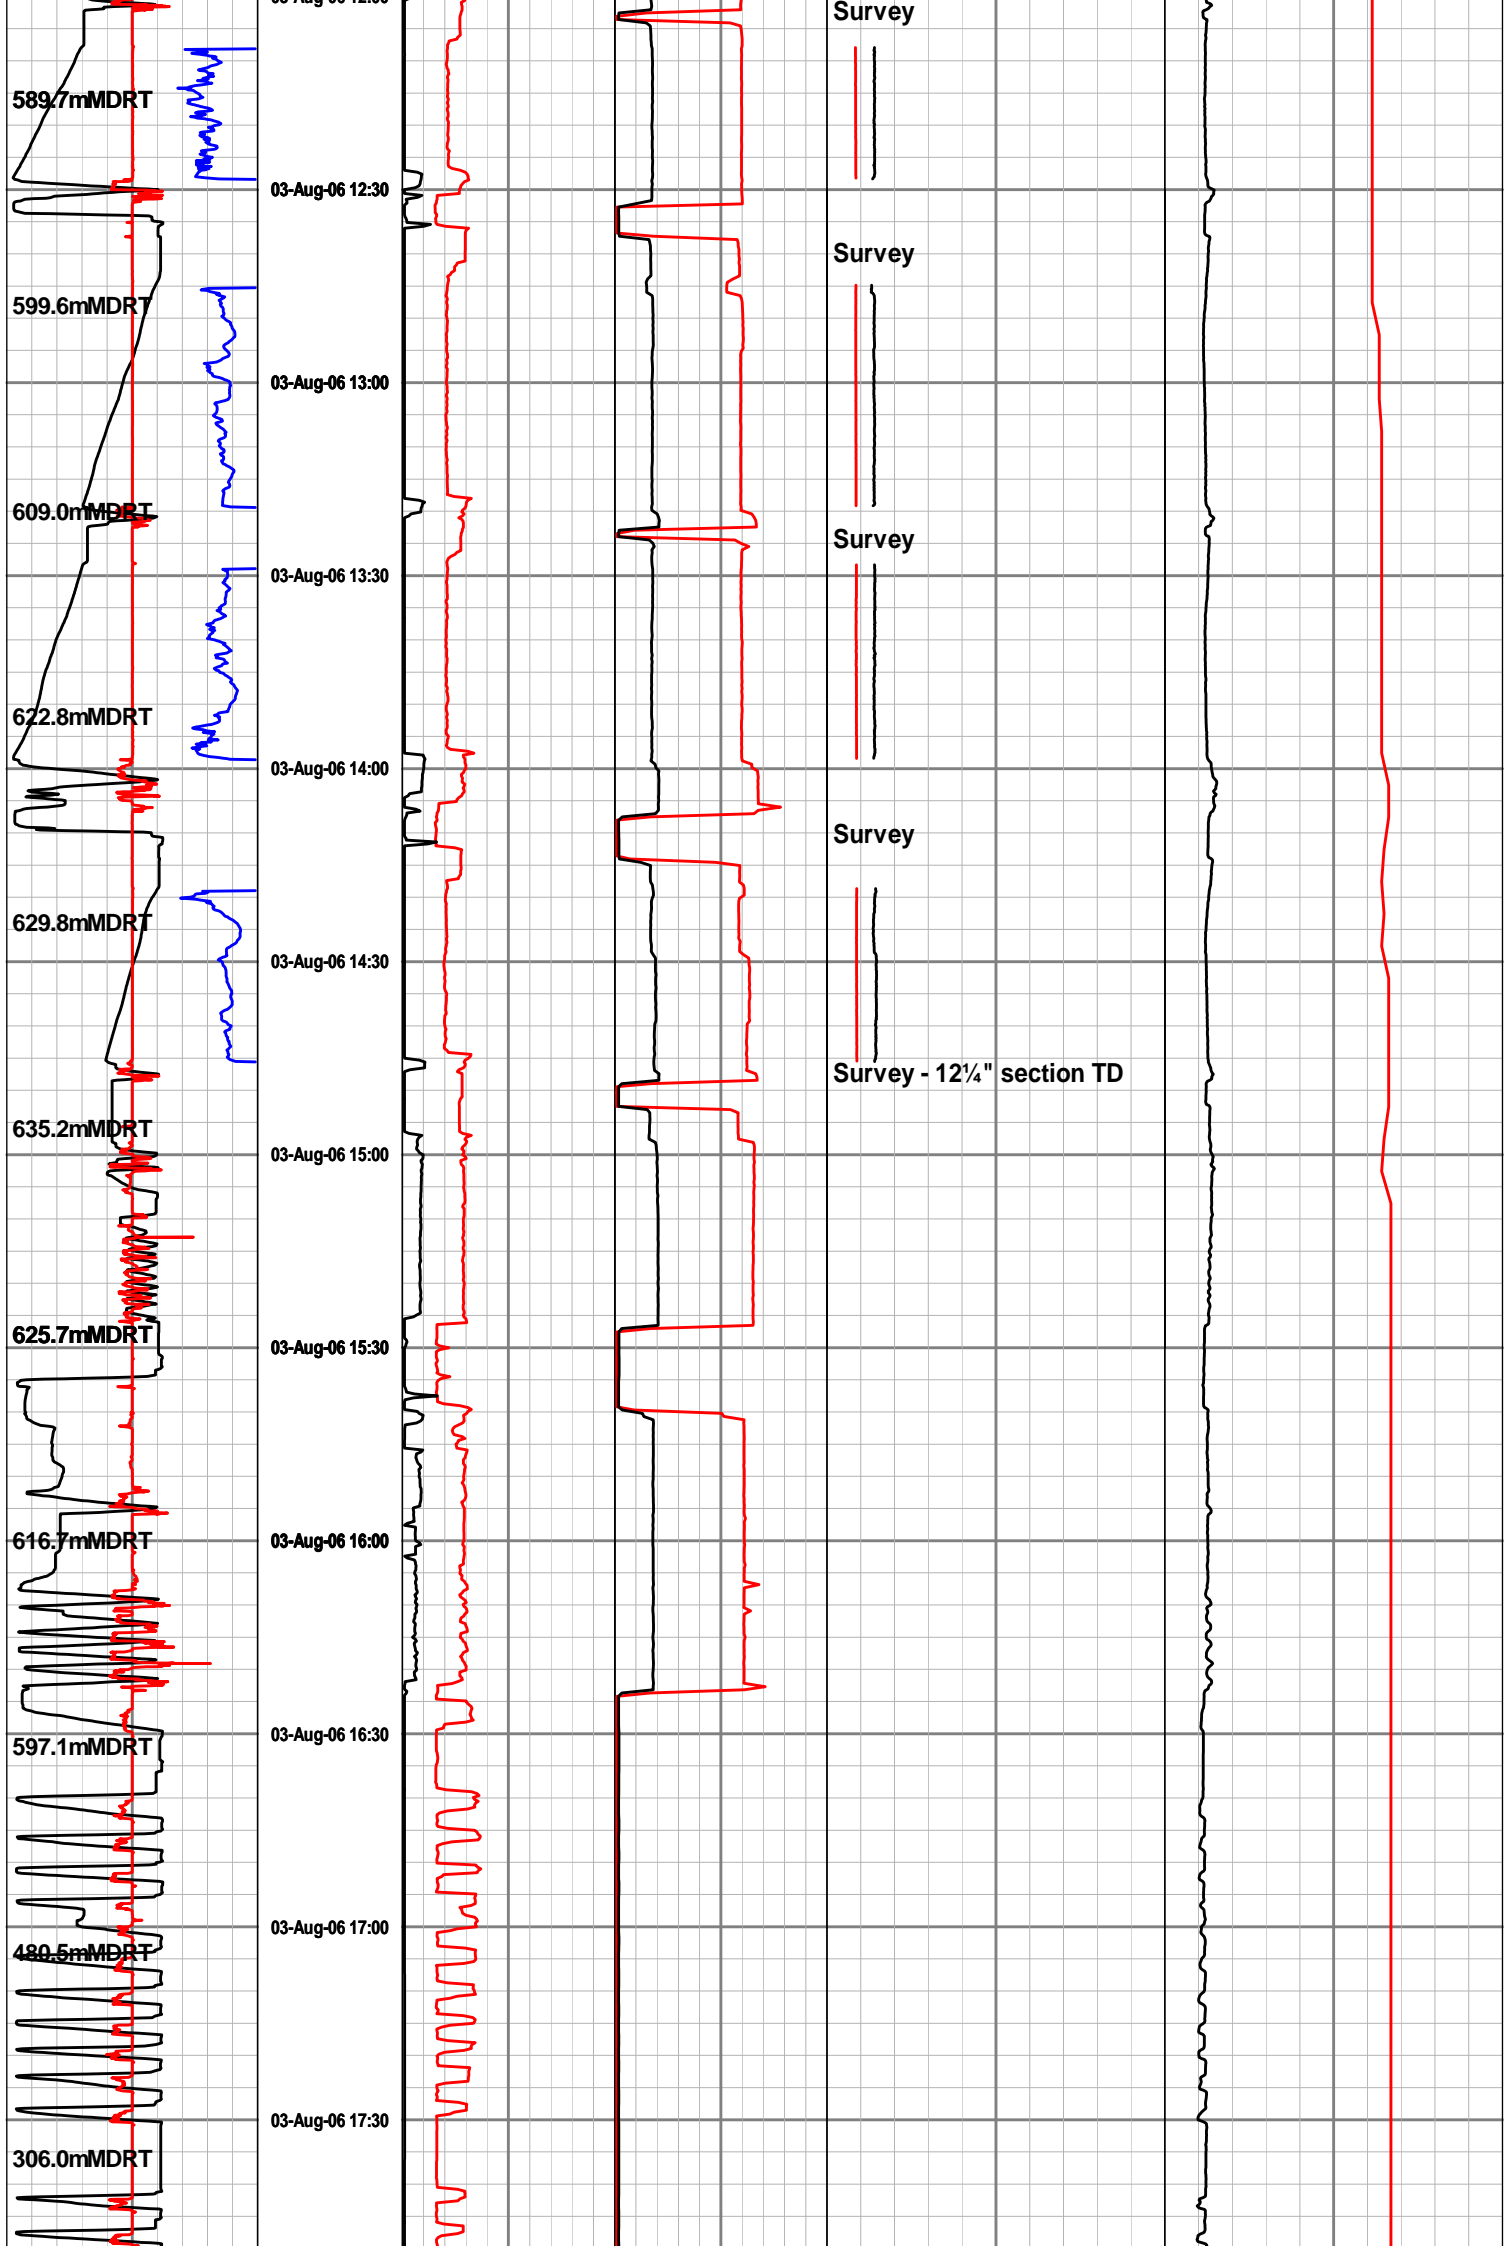 Survey
589.7mMDRT
03-Aug-06 12:30
Survey
599.6mMDRT
03-Aug-06 13:00
609.0mMDRT
Survey
03-Aug-06 13:30
622.8mMDRT
03-Aug-06 14:00
Survey
629.8mMDRT
03-Aug-06 14:30
Survey - 12¼" section TD
635.2mMDRT
03-Aug-06 15:00
625.7mMDRT
03-Aug-06 15:30
616.7mMDRT
03-Aug-06 16:00
03-Aug-06 16:30
597.1mMDRT
03-Aug-06 17:00
480.5mMDRT
03-Aug-06 17:30
306.0mMDRT